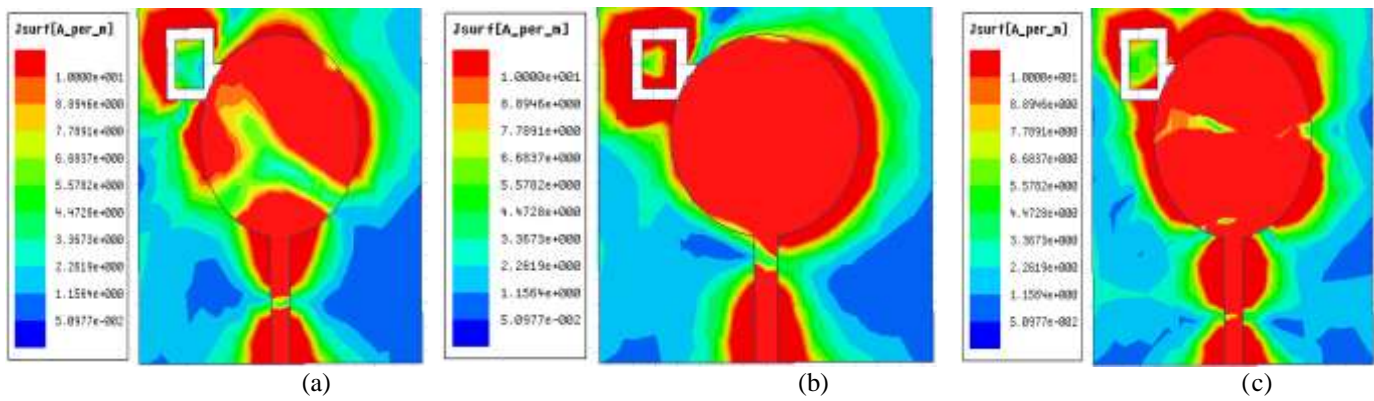 Jsurf[A_per_m]
1.0000e+001
8.8946e+000
7.7891e+000
6.6837e+000
5.5782e+000
4.4728e+000
3.3673e+000
2.2619e+000
1.1564e+000
5.0977e-002
(a)
Jsurf[A_per_m]
1.0000e+001
8.8946e+000
7.7891e+000
6.6837e+000
5.5782e+000
4.4728e+000
3.3673e+000
2.2619e+000
1.1564e+000
5.0977e-002
(b)
Jsurf[A_per_m]
1.0000e+001
8.8946e+000
7.7891e+000
6.6837e+000
5.5782e+000
4.4728e+000
3.3673e+000
2.2619e+000
1.1564e+000
5.0977e-002
(c)